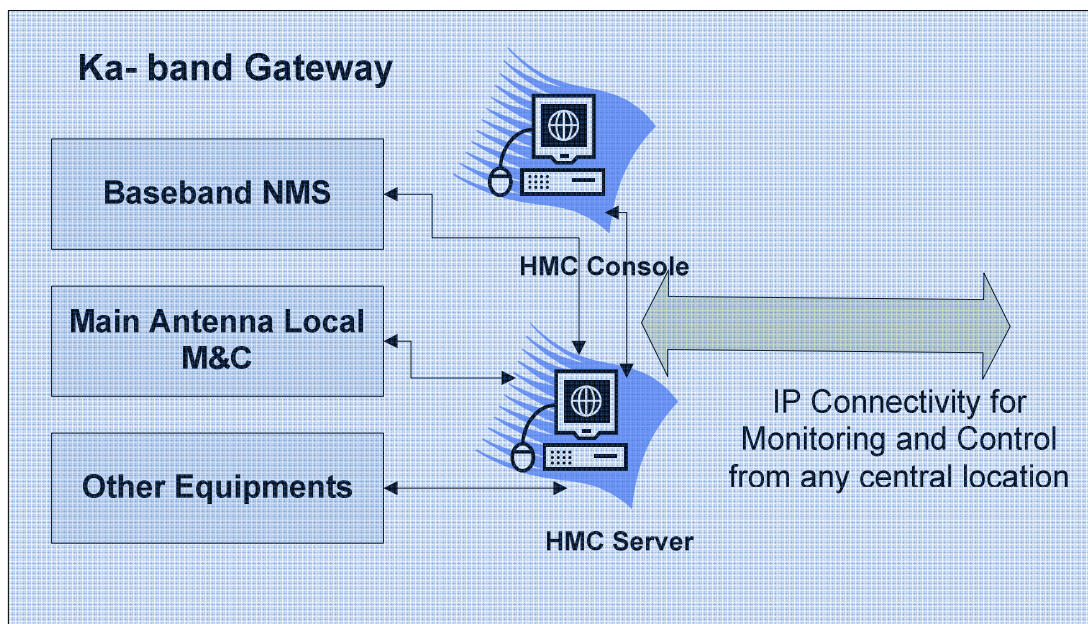 Ka- band Gateway
Baseband NMS
HMC Console
Main Antenna Local
M&C
IP Connectivity for
Monitoring and Control
from any central location
Other Equipments
HMC Server